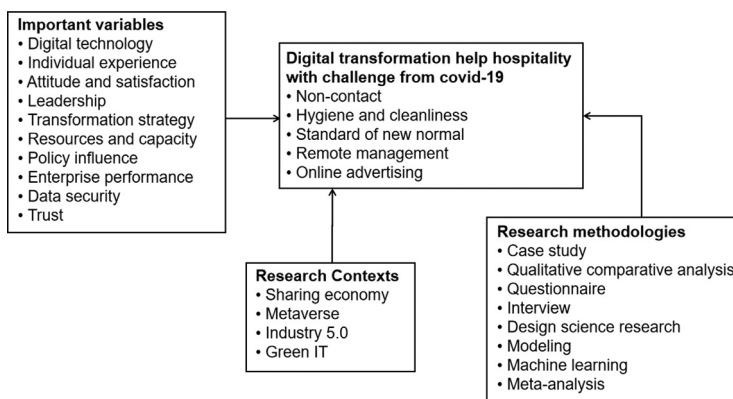 Important variables
• Digital technology
• Individual experience
• Attitude and satisfaction
• Leadership
• Transformation strategy
• Resources and capacity
• Policy influence
• Enterprise performance
• Data security
• Trust
Digital transformation help hospitality
with challenge from covid-19
• Non-contact
• Hygiene and cleanliness
• Standard of new normal
• Remote management
• Online advertising
Research Contexts
• Sharing economy
• Metaverse
• Industry 5.0
• Green IT
Research methodologies
• Case study
• Qualitative comparative analysis
• Questionnaire
• Interview
• Design science research
• Modeling
• Machine learning
• Meta-analysis